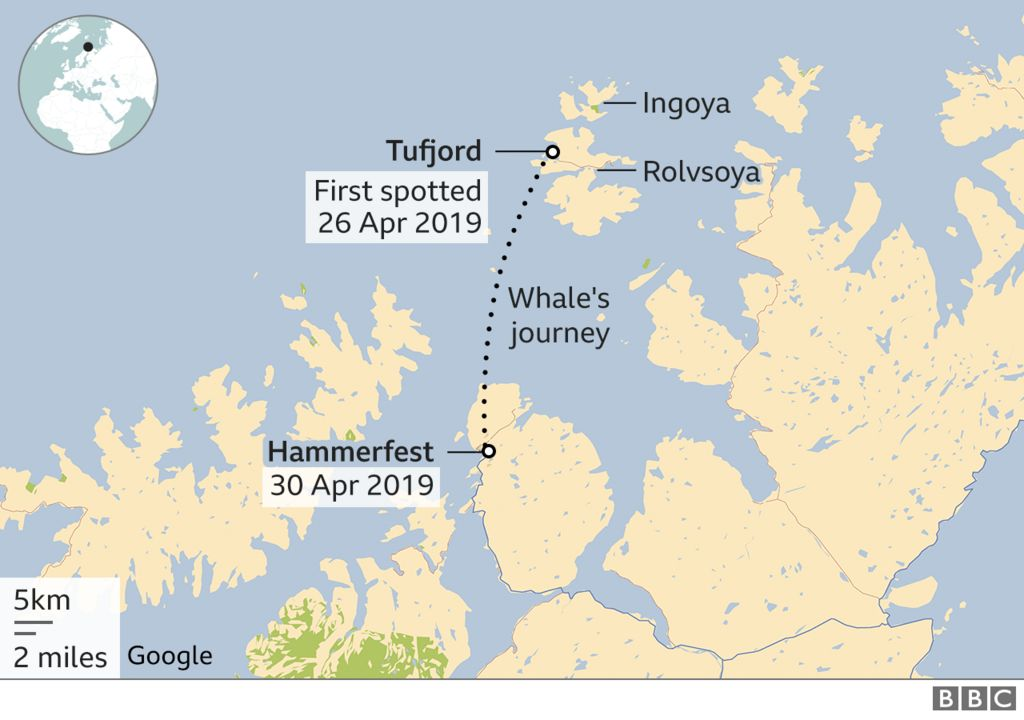 Ingoya
Tufjord
First spotted
26 Apr 2019
Rolvsoya
Whale's
journey
Hammerfest
30 Apr 2019
5km
2 miles
Google
BBC